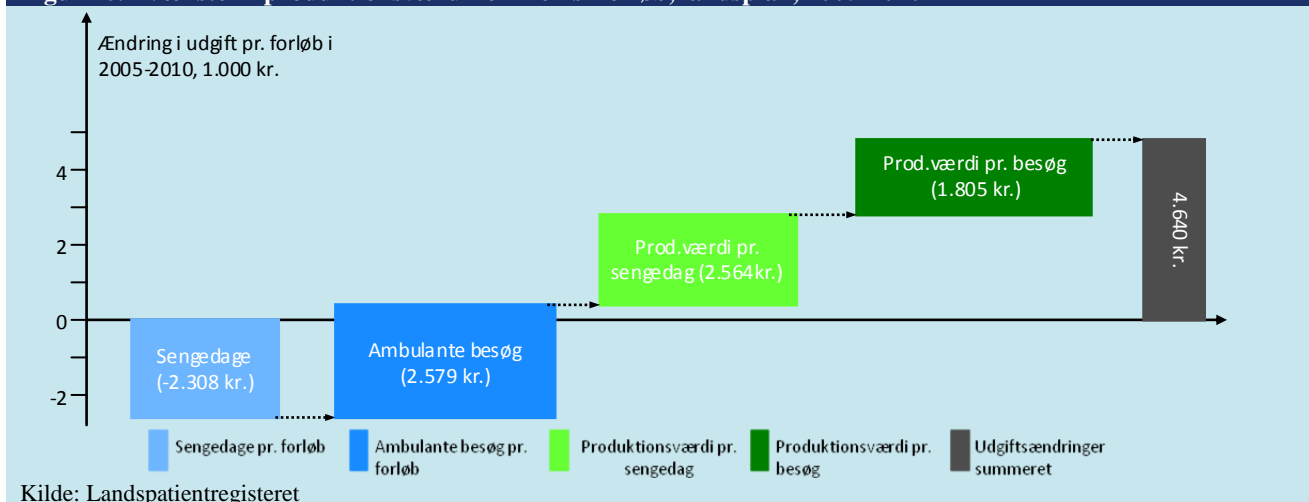 Ændring i udgift pr. forløb i
2005-2010, 1.000 kr.
4
2
0
-2
Sengedage
(-2.308 kr.)
Ambulante besøg
(2.579 kr.)
Prod.værdi pr.
sengedag (2.564kr.)
Prod.værdi pr. besøg
(1.805 kr.)
4.640 kr.
Sengedage pr. forløb
Ambulante besøg pr.
forløb
Produktionsværdi pr.
sengedag
Produktionsværdi pr.
besøg
Udgiftsændringer
summeret
Kilde: Landspatientregisteret